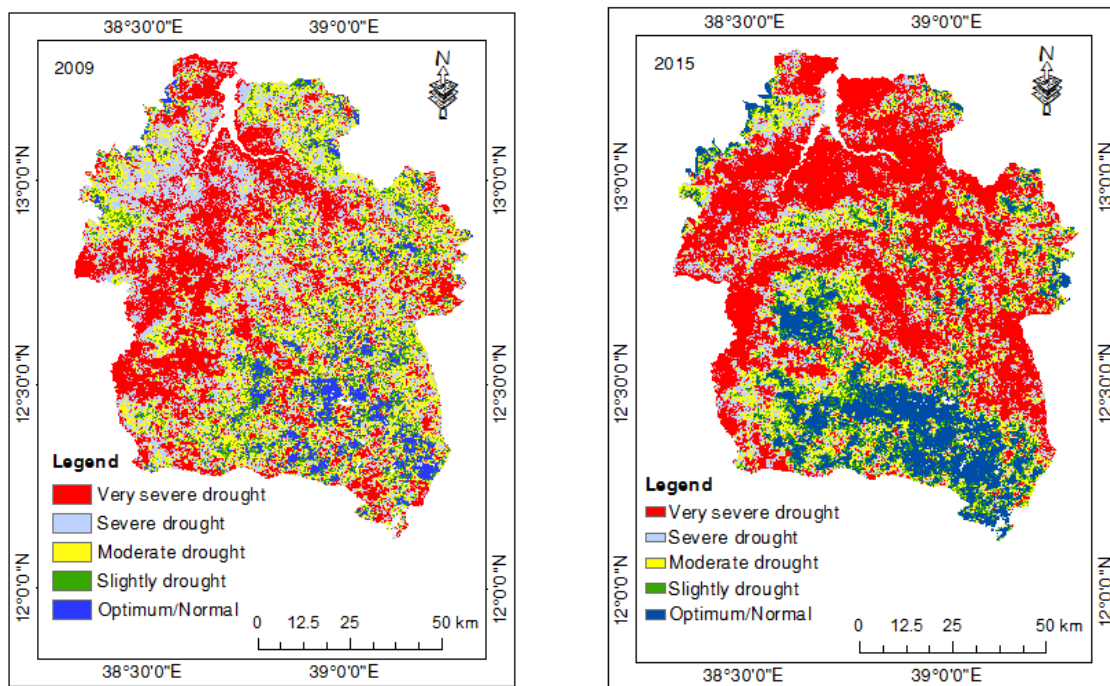 38°30'0"E 39°0'0"E
2009
N
13°0'0"N
12°30'0"N
12°0'0"N
Legend
Very severe drought
Severe drought
Moderate drought
Slightly drought
Optimum/Normal
0 12.5 25 50 km
38°30'0"E 39°0'0"E
38°30'0"E 39°0'0"E
2015
N
13°0'0"N 13°0'0"N
12°30'0"N 12°30'0"N
12°0'0"N 12°0'0"N
Legend
Very severe drought
Severe drought
Moderate drought
Slightly drought
Optimum/Normal
0 12.5 25 50 km
38°30'0"E 39°0'0"E